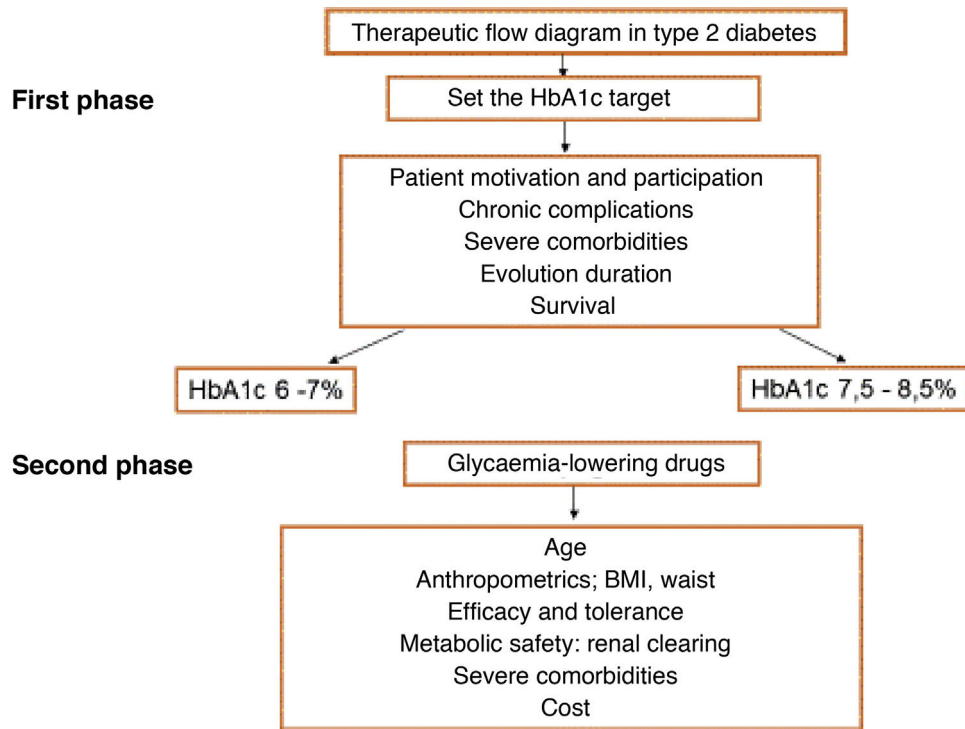 Therapeutic flow diagram in type 2 diabetes
First phase
Set the HbA1c target
Patient motivation and participation
Chronic complications
Severe comorbidities
Evolution duration
Survival
HbA1c 6 -7%
HbA1c 7,5 - 8,5%
Second phase
Glycaemia-lowering drugs
Age
Anthropometrics; BMI, waist
Efficacy and tolerance
Metabolic safety: renal clearing
Severe comorbidities
Cost